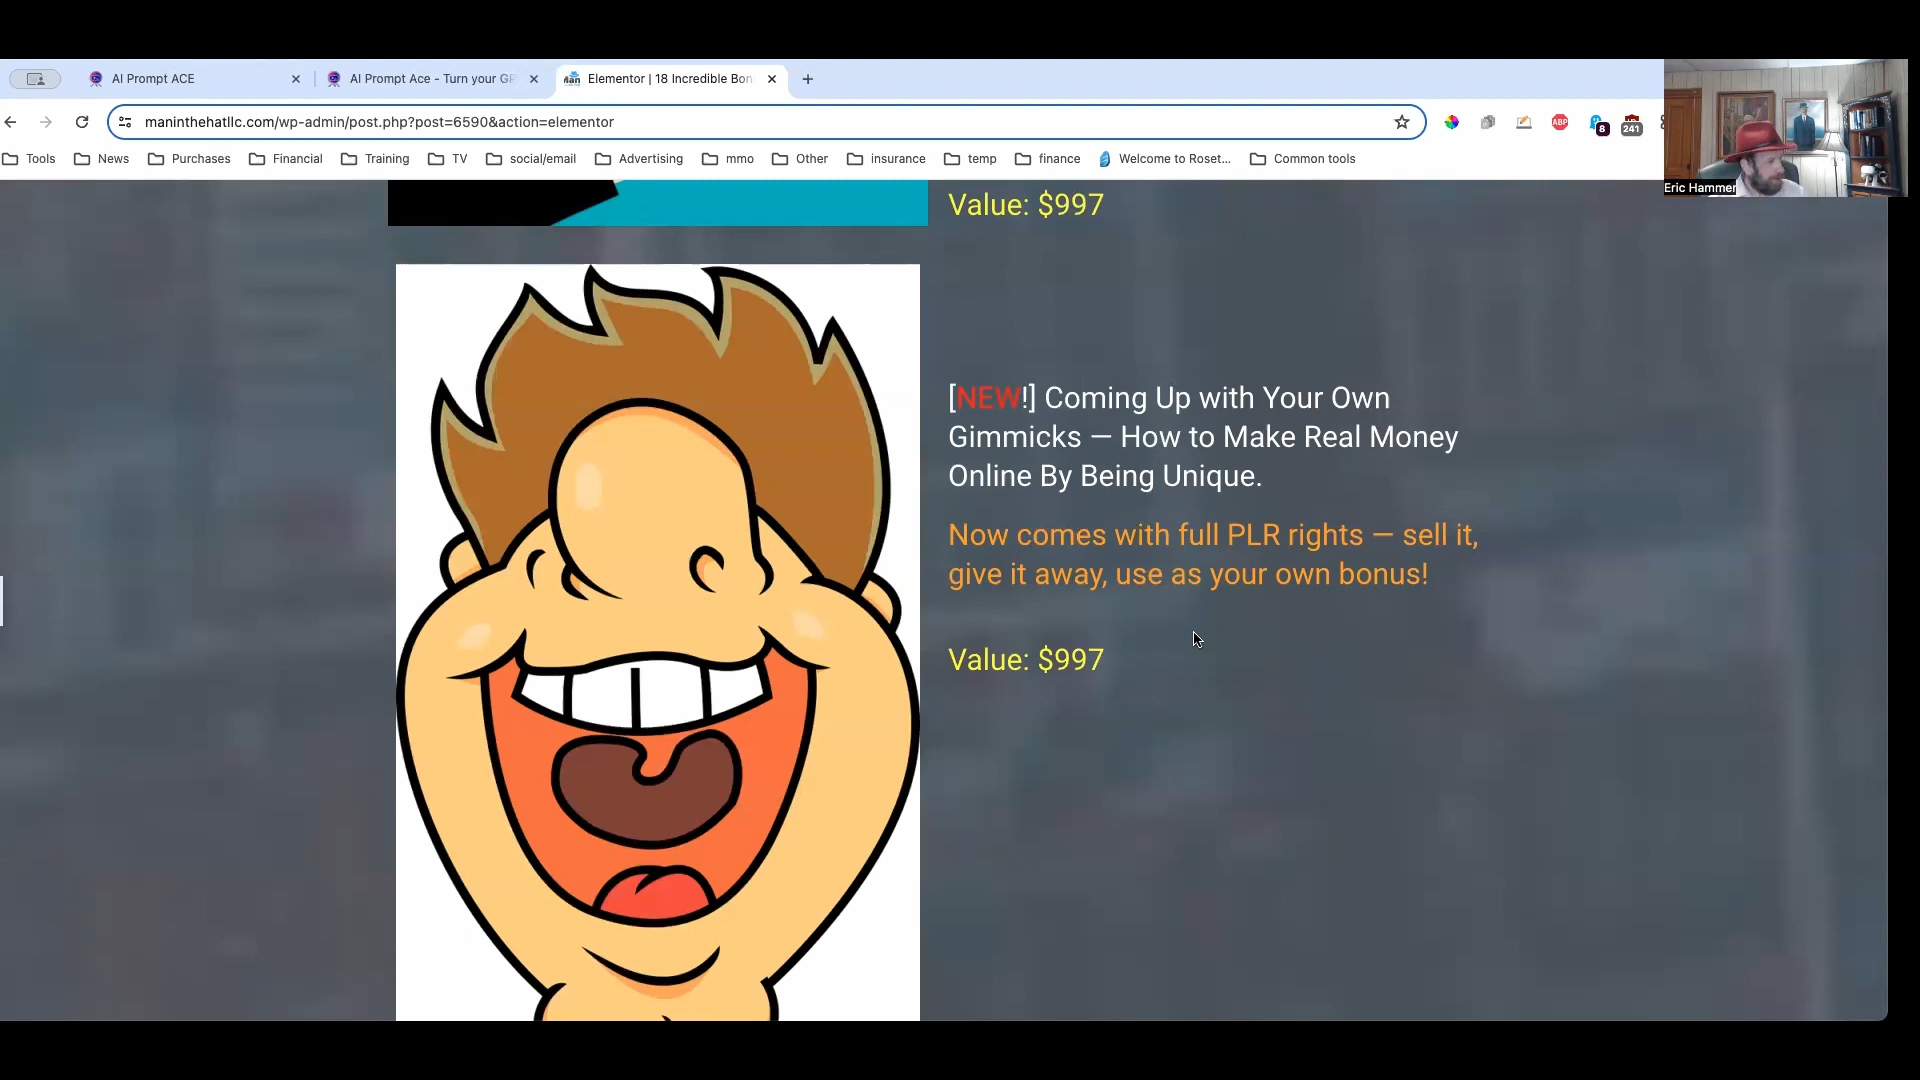 AI Prompt ACE
AI Prompt Ace - Turn your GP
Elementor | 18 Incredible Bon
maninthehatllc.com/wp-admin/post.php?post=6590&action=elementor
ABP
8
241
Tools
News
Purchases
Financial
Training
TV
social/email
Advertising
mmo
Other
insurance
temp
finance
Welcome to Roset...
Common tools
Eric Hammer
Value: $997
[NEW!] Coming Up with Your Own
Gimmicks — How to Make Real Money
Online By Being Unique.
Now comes with full PLR rights — sell it,
give it away, use as your own bonus!
Value: $997